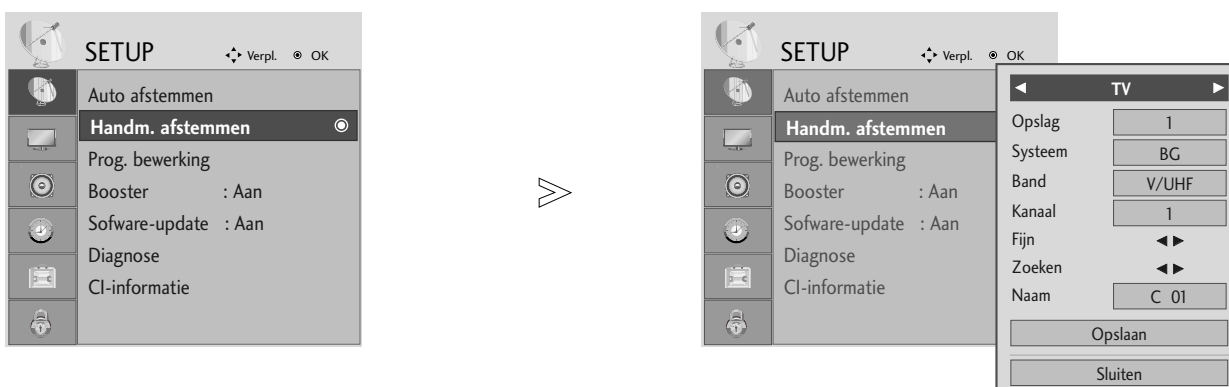 SETUP Verpl. OK
Auto afstemmen
Handm. afstemmen
Prog. bewerking
Booster : Aan
Sofware-update : Aan
Diagnose
CI-informatie
SETUP Verpl. OK
Auto afstemmen
Handm. afstemmen
Prog. bewerking
Booster : Aan
Sofware-update : Aan
Diagnose
CI-informatie
TV
Opslag 1
Systeem BG
Band V/UHF
Kanaal 1
Fijn
Zoeken
Naam C 01
Opslaan
Sluiten